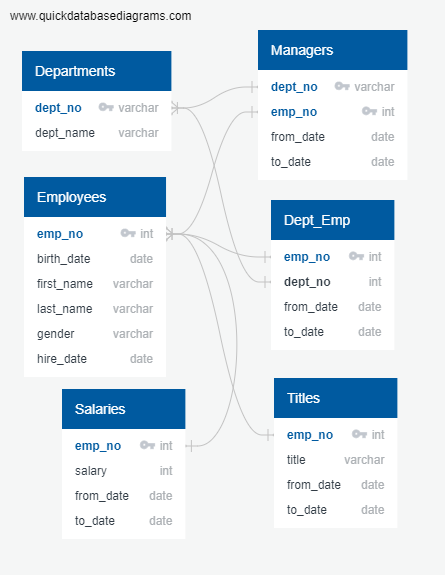 www.quickdatabasediagrams.com
Departments
dept_no varchar
dept_name varchar
Managers
dept_no varchar
emp_no int
from_date date
to_date date
Employees
emp_no int
birth_date date
first_name varchar
last_name varchar
gender varchar
hire_date date
Dept_Emp
emp_no int
dept_no int
from_date date
to_date date
Salaries
emp_no int
salary int
from_date date
to_date date
Titles
emp_no int
title varchar
from_date date
to_date date